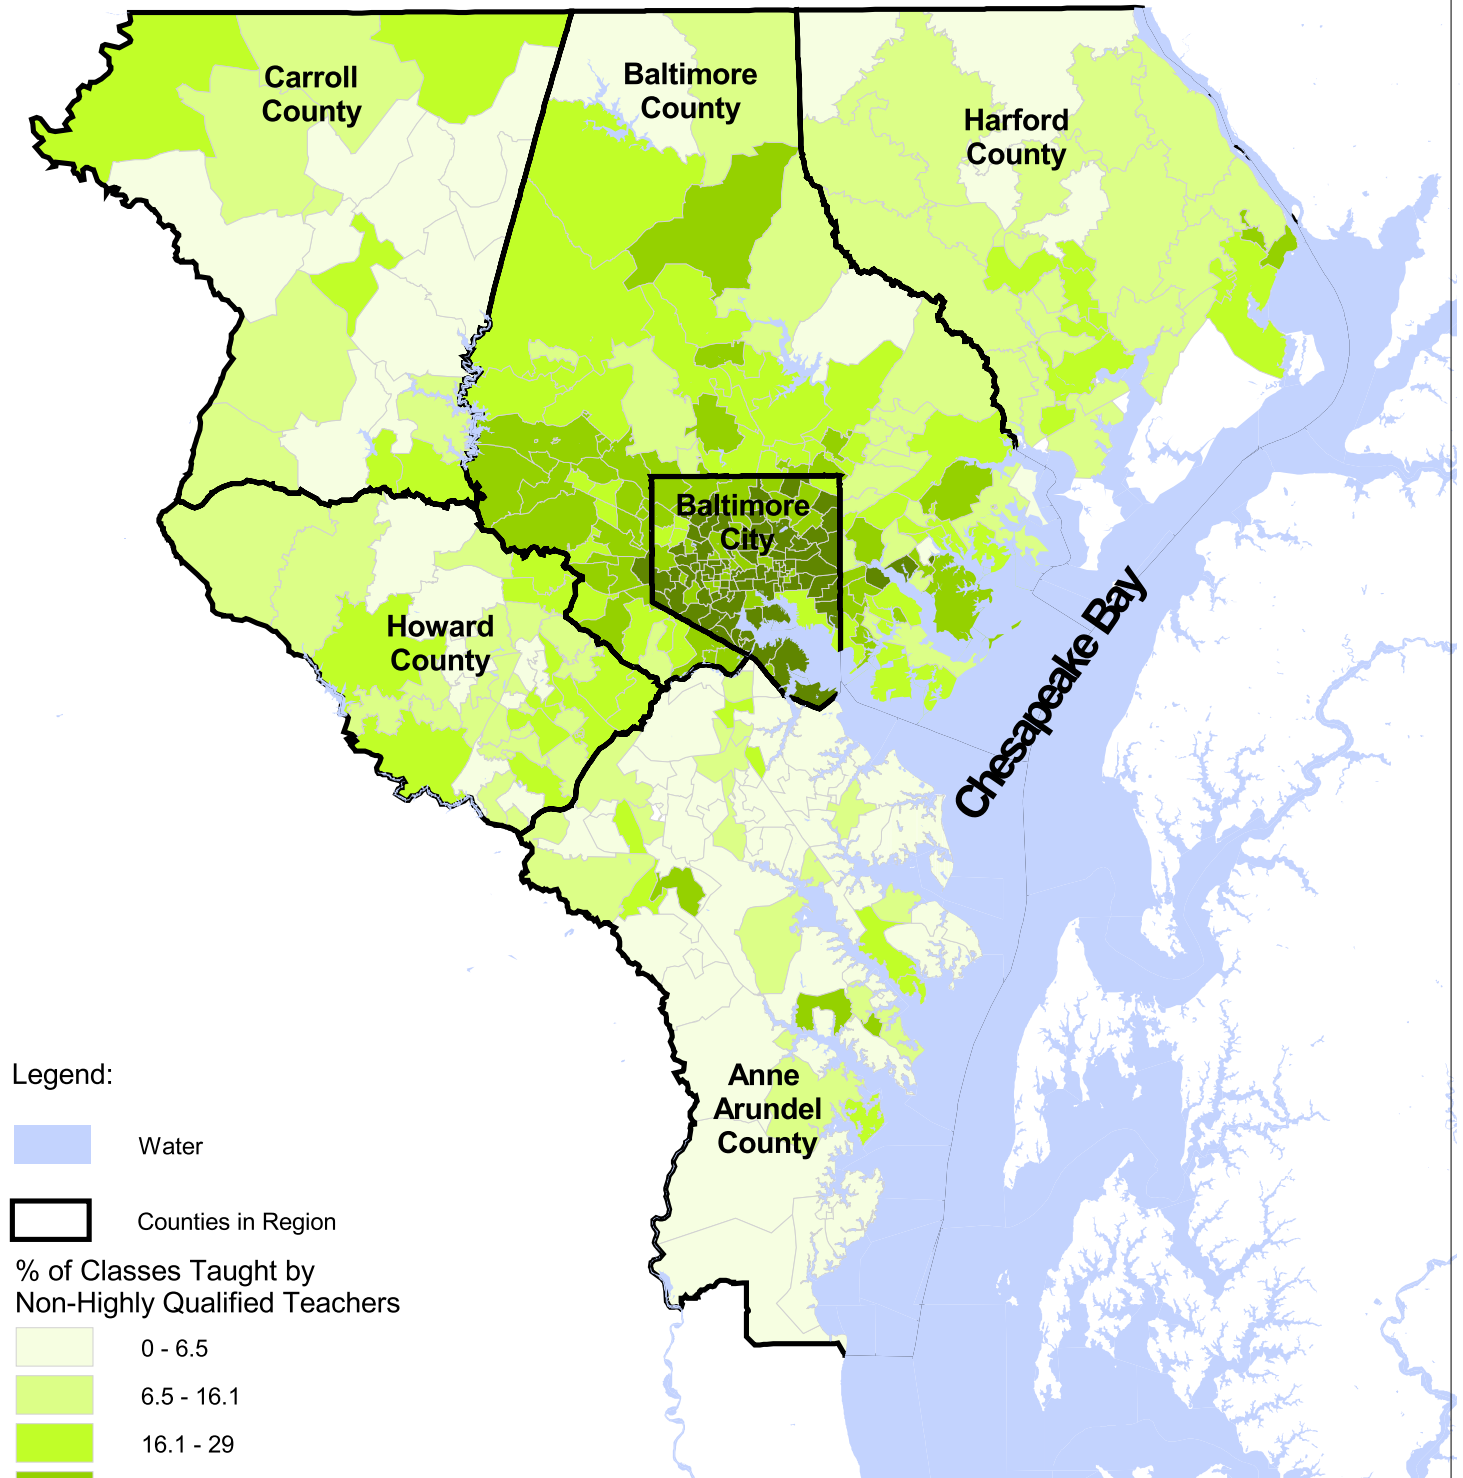 Carroll
County
Baltimore
County
Harford
County
Baltimore
City
Howard
County
Chesapeake Bay
Anne
Arundel
County
Legend:
Water
Counties in Region
% of Classes Taught by
Non-Highly Qualified Teachers
0 - 6.5
6.5 - 16.1
16.1 - 29